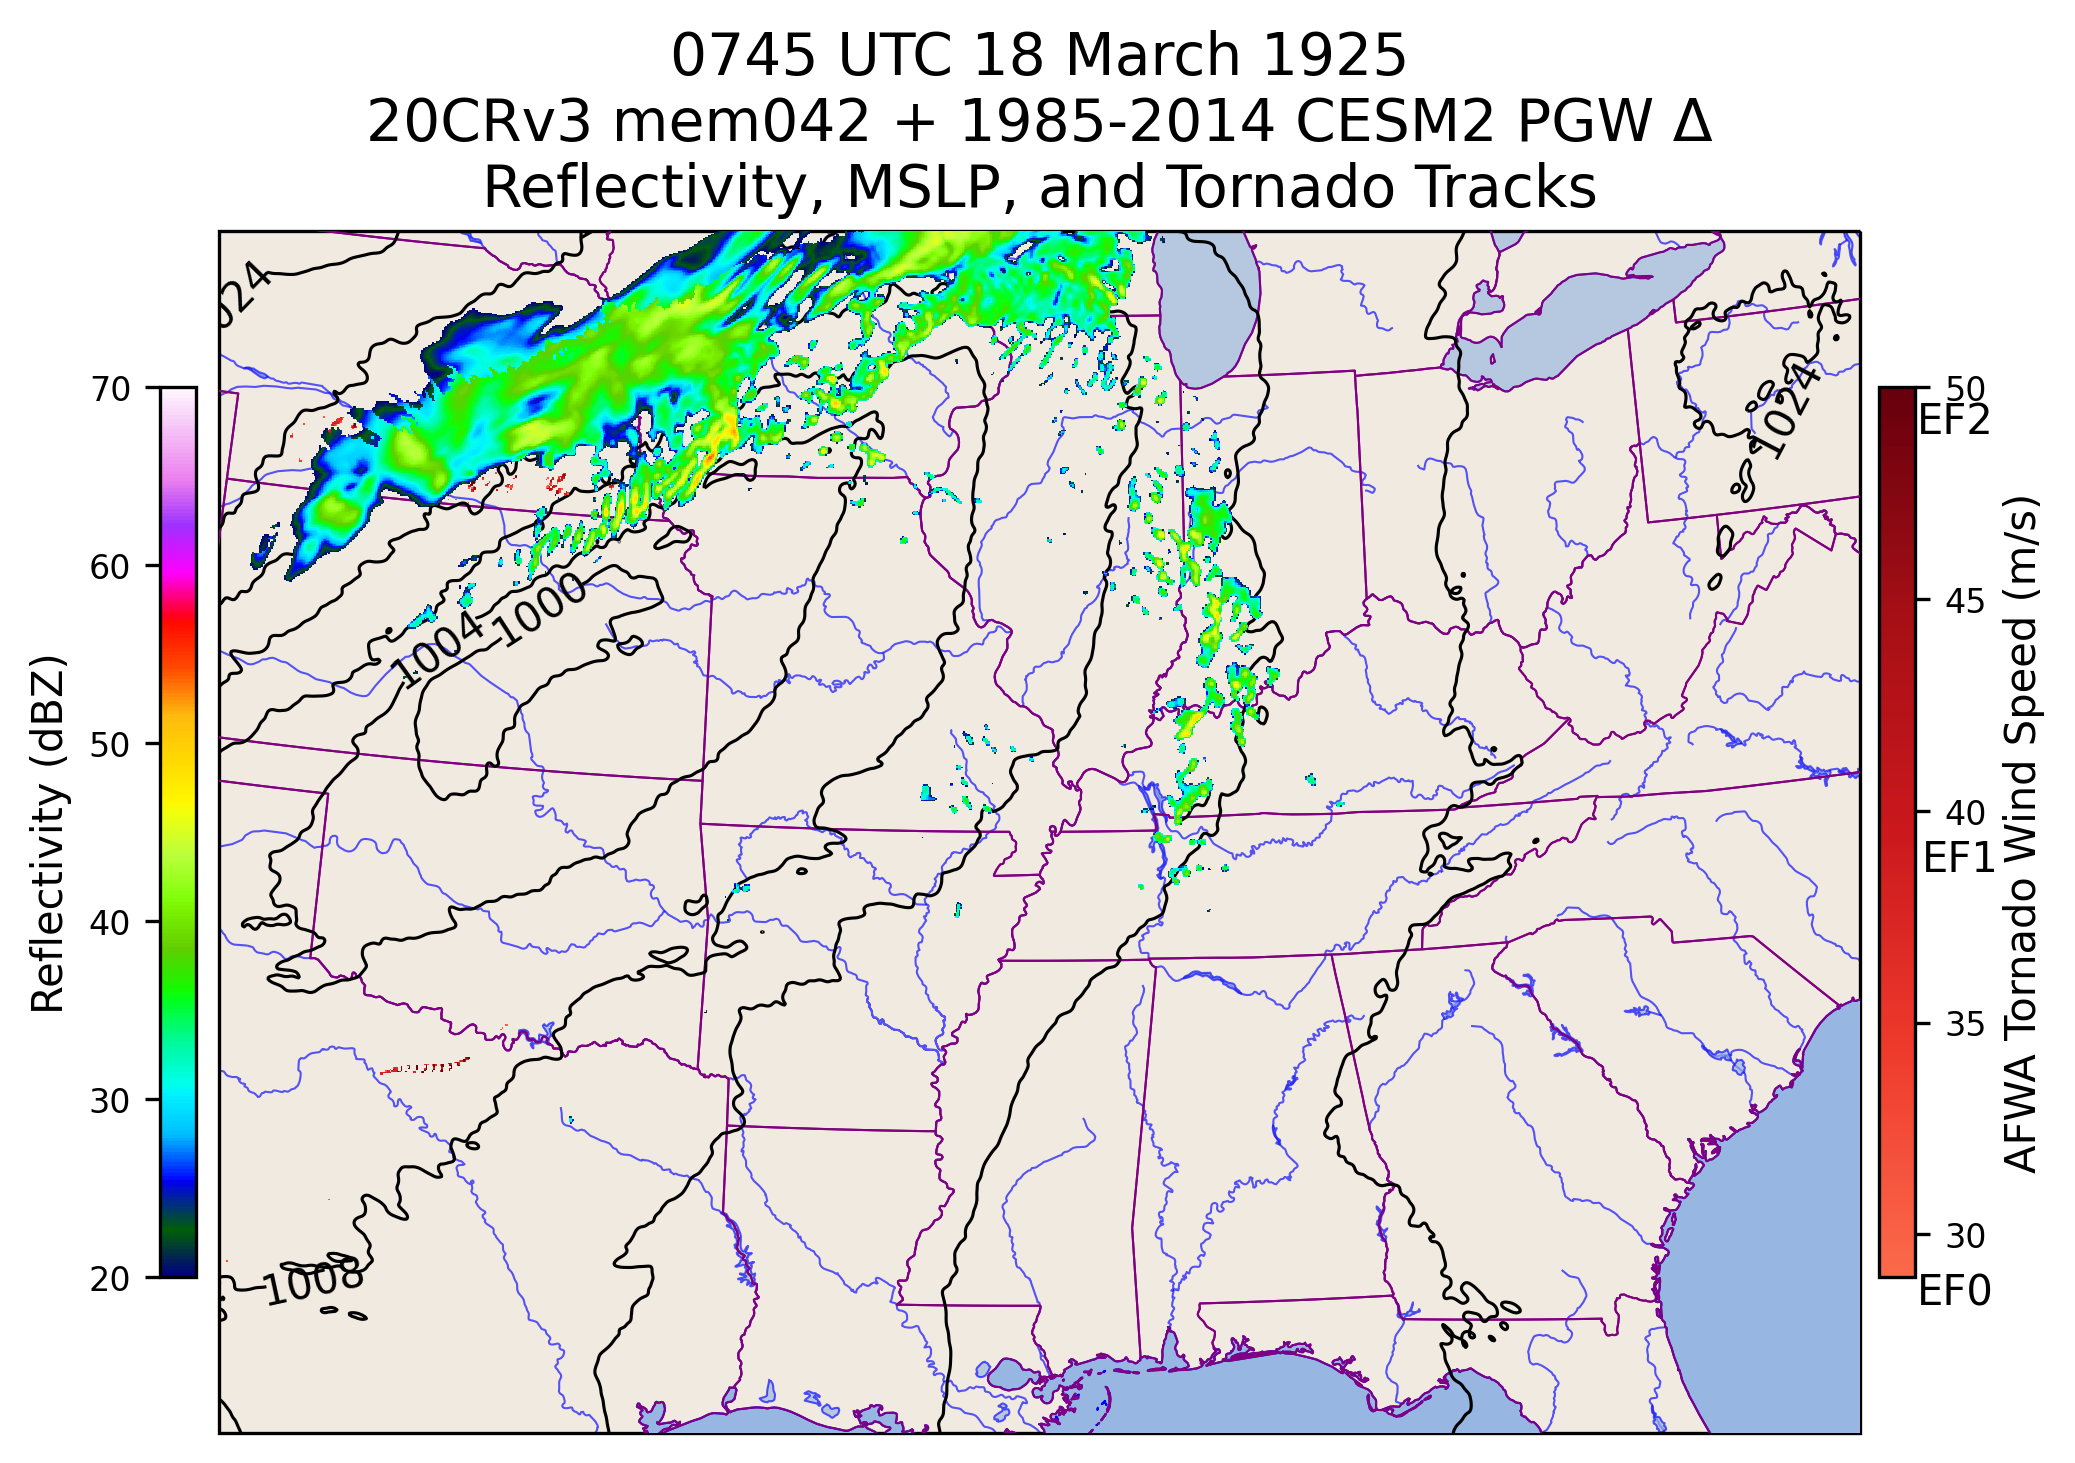 0745 UTC 18 March 1925
20CRv3 mem042 + 1985-2014 CESM2 PGW Δ
Reflectivity, MSLP, and Tornado Tracks
70
60
50
40
30
20
Reflectivity (dBZ)
024
1024
1004
1000
1008
50
EF2
45
40
EF1
35
30
EF0
AFWA Tornado Wind Speed (m/s)